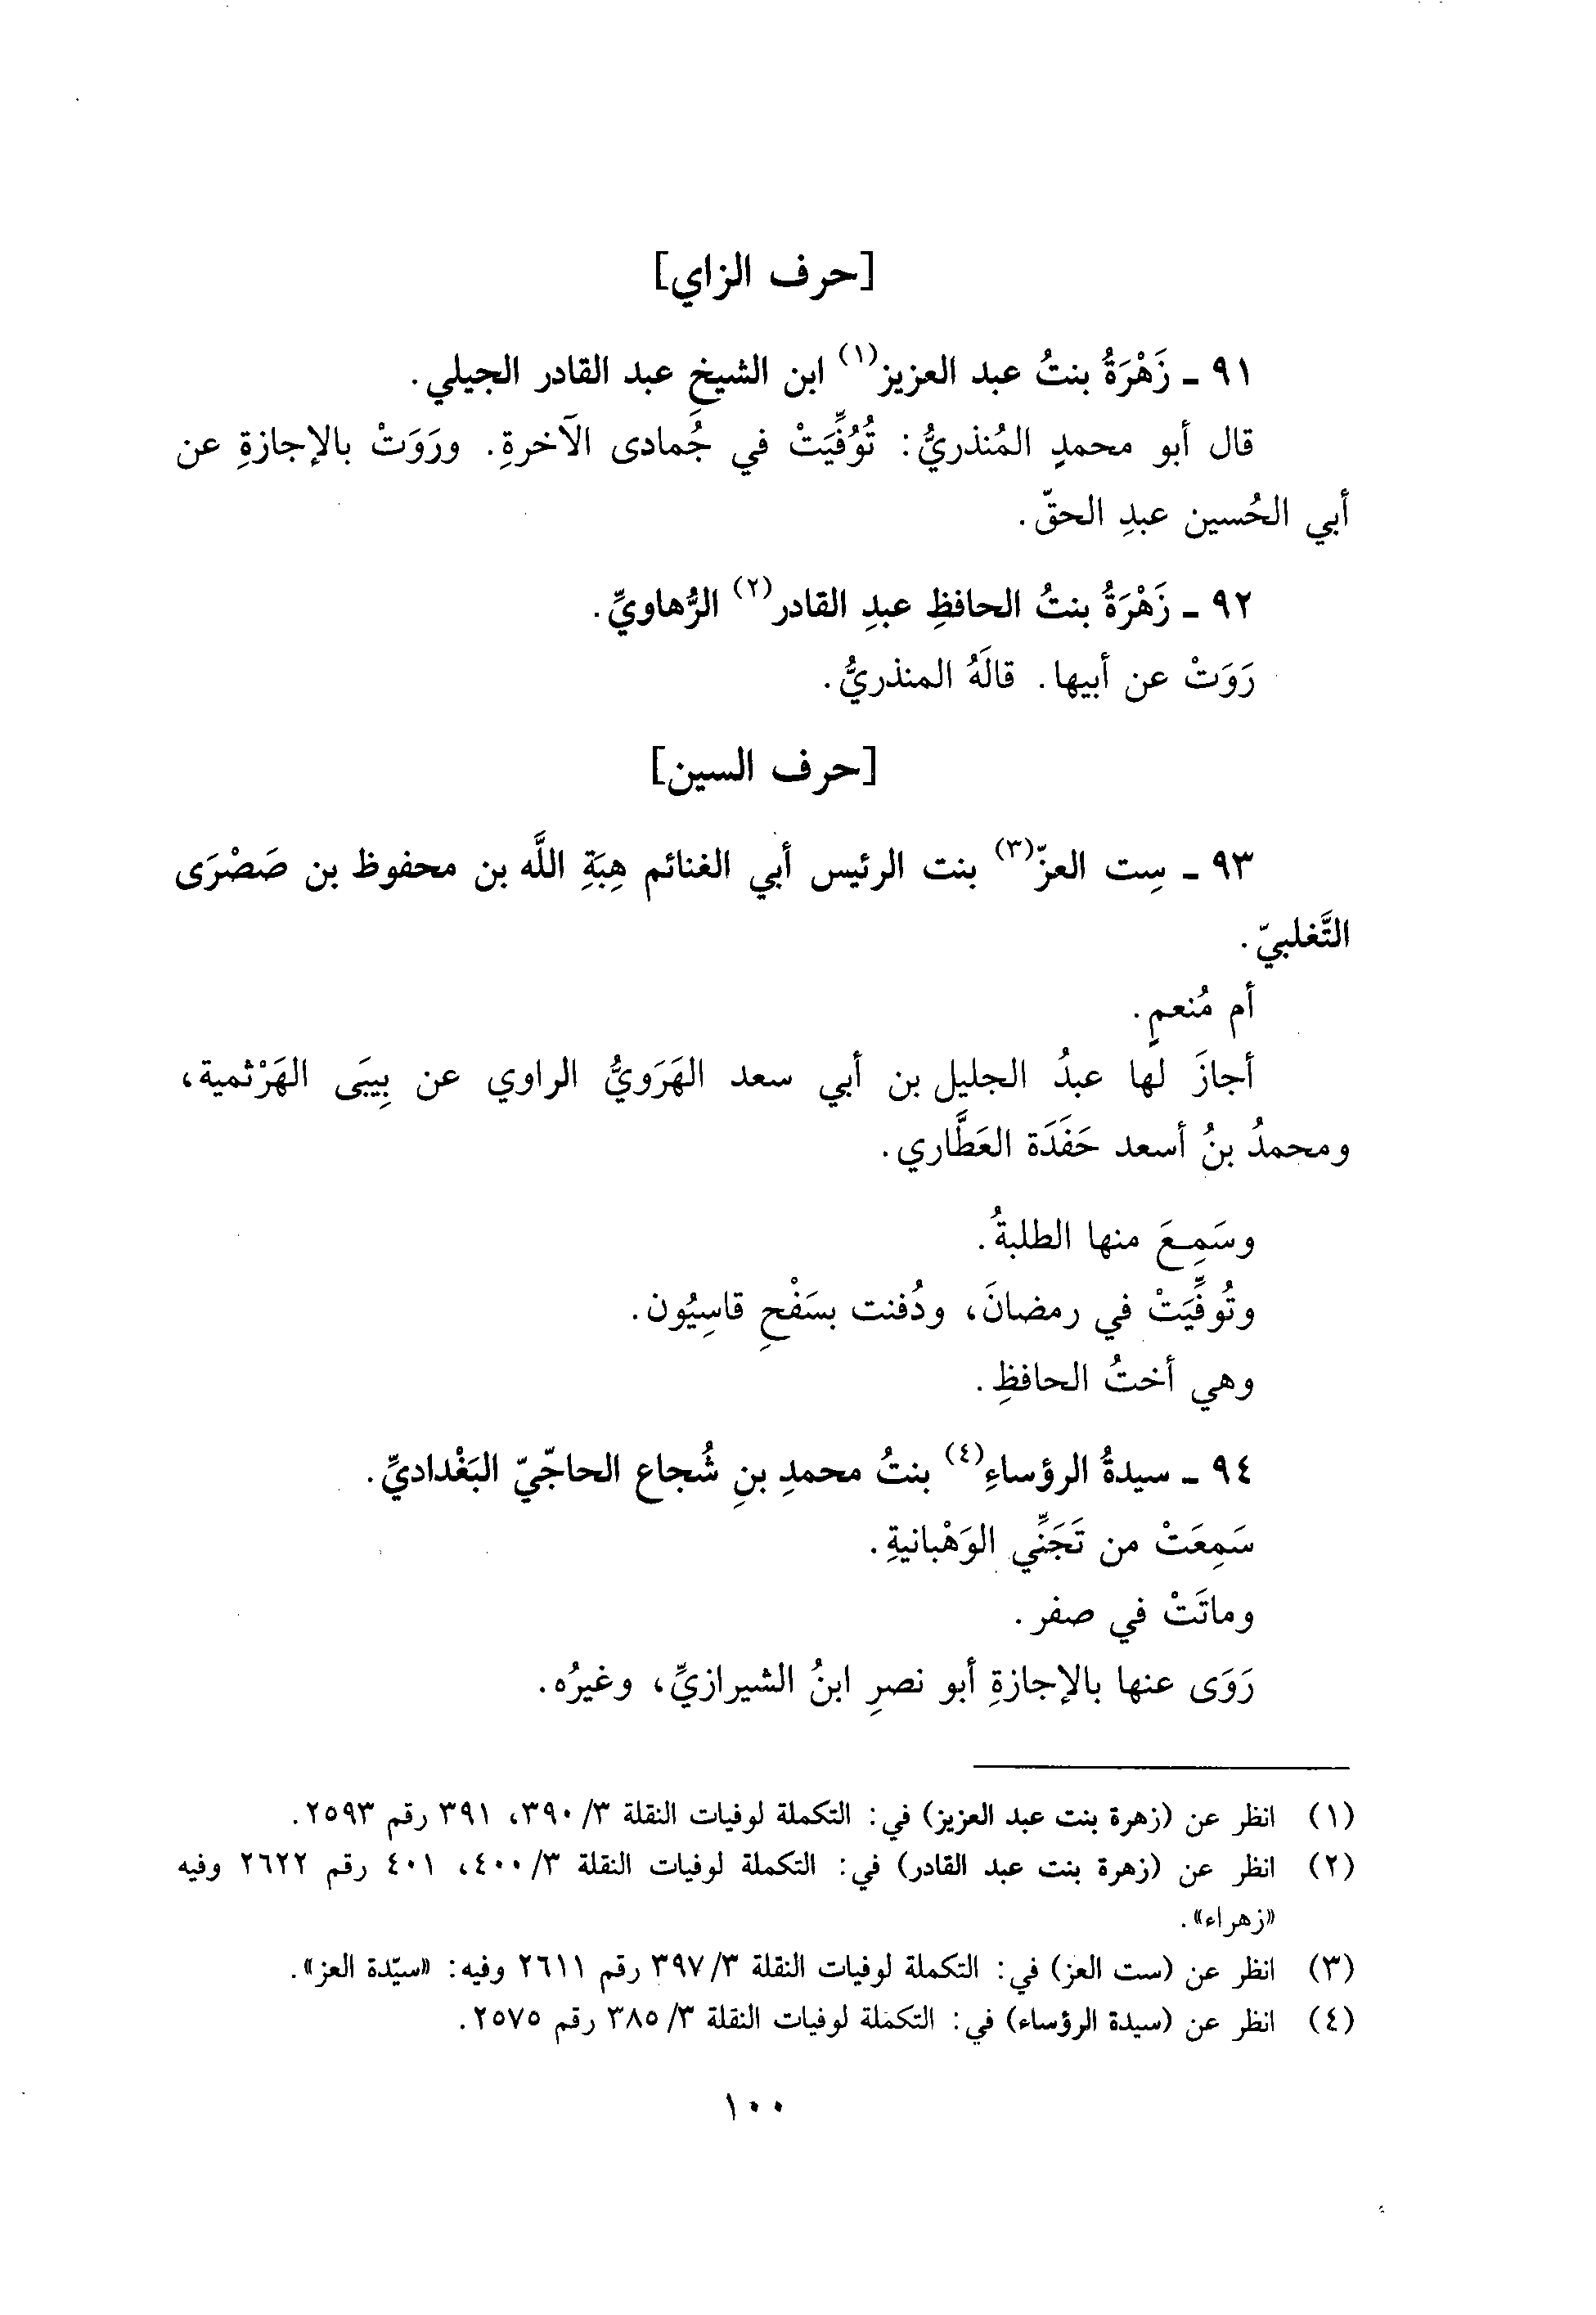 [حرف الزاي]
٩١ ـ زَهْرَةُ بنتُ عبد العزيز(١) ابن الشيخِ عبد القادر الجيلي.
قال أبو محمدٍ المُنذريُّ: تُوُفِّيَتْ في جُمادى الآخرةِ. ورَوَتْ بالإجازةِ عن
أبي الحُسين عبدِ الحقّ.
٩٢ ـ زَهْرَةُ بنتُ الحافظِ عبدِ القادر(٢) الرُّهاويِّ.
رَوَتْ عن أبيها. قالَهُ المنذريُّ.
[حرف السين]
٩٣ ـ سِت العزّ(٣) بنت الرئيس أبي الغنائم هِبَةِ اللَّه بن محفوظ بن صَصْرَى
التَّغلبيّ.
أم مُنعمٍ.
أجازَ لها عبدُ الجليل بن أبي سعد الهَرَويُّ الراوي عن بِيبَى الهَرْثمية،
ومحمدُ بنُ أسعد حَفَدَة العَطَّاري.
وسَمِعَ منها الطلبةُ.
وتُوفِّيَتْ في رمضانَ، ودُفنت بسَفْحِ قاسِيُون.
وهي أختُ الحافظِ.
٩٤ ـ سيدةُ الرؤساءِ(٤) بنتُ محمدِ بنِ شُجاع الحاجّيّ البَغْداديِّ.
سَمِعَتْ من تَجَنِّي الوَهْبانيةِ.
وماتَتْ في صفر.
رَوَى عنها بالإجازةِ أبو نصرِ ابنُ الشيرازيِّ، وغيرُه.
(١) انظر عن (زهرة بنت عبد العزيز) في: التكملة لوفيات النقلة ٣/ ٣٩٠، ٣٩١ رقم ٢٥٩٣.
(٢) انظر عن (زهرة بنت عبد القادر) في: التكملة لوفيات النقلة ٣/ ٤٠٠، ٤٠١ رقم ٢٦٢٢ وفيه
«زهراء».
(٣) انظر عن (ست العز) في: التكملة لوفيات النقلة ٣/ ٣٩٧ رقم ٢٦١١ وفيه: «سيّدة العز».
(٤) انظر عن (سيدة الرؤساء) في: التكملة لوفيات النقلة ٣/ ٣٨٥ رقم ٢٥٧٥.
١٠٠